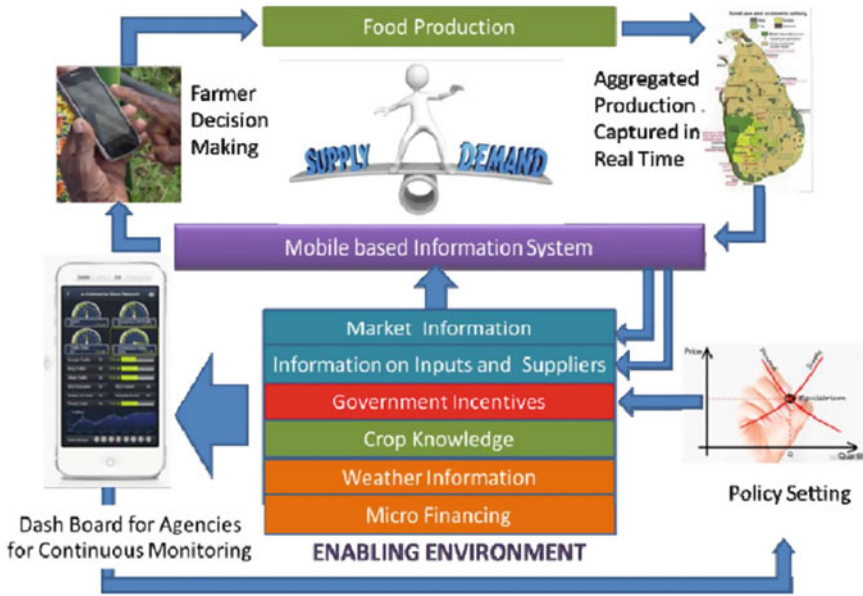 Food Production
Farmer
Decision
Making
SUPPLY
DEMAND
Aggregated
Production
Captured in
Real Time
Mobile based Information System
Market Information
Information on Inputs and Suppliers
Government Incentives
Crop Knowledge
Weather Information
Micro Financing
ENABLING ENVIRONMENT
Dash Board for Agencies
for Continuous Monitoring
Price
Supply
Equilibrium
Q
Policy Setting